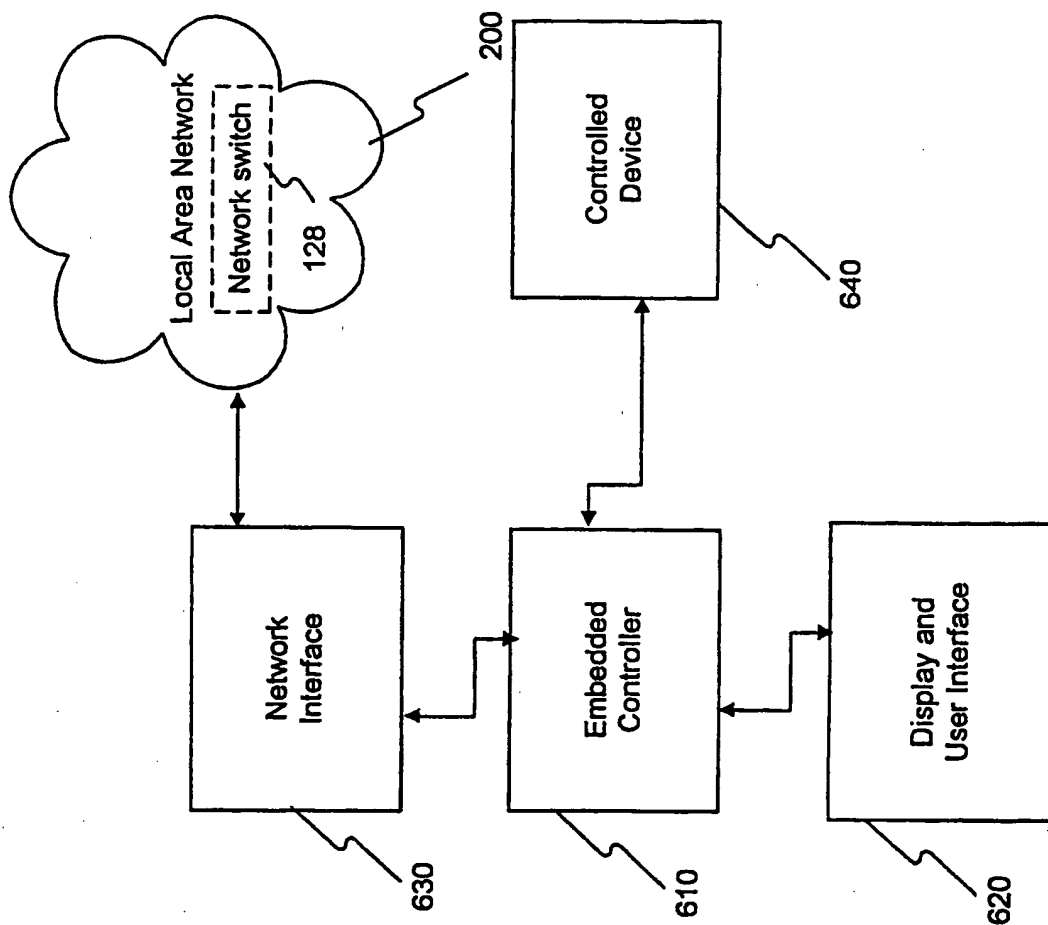 Local Area Network
Network switch
128
200
Network
Interface
630
Embedded
Controller
610
Controlled
Device
640
Display and
User Interface
620